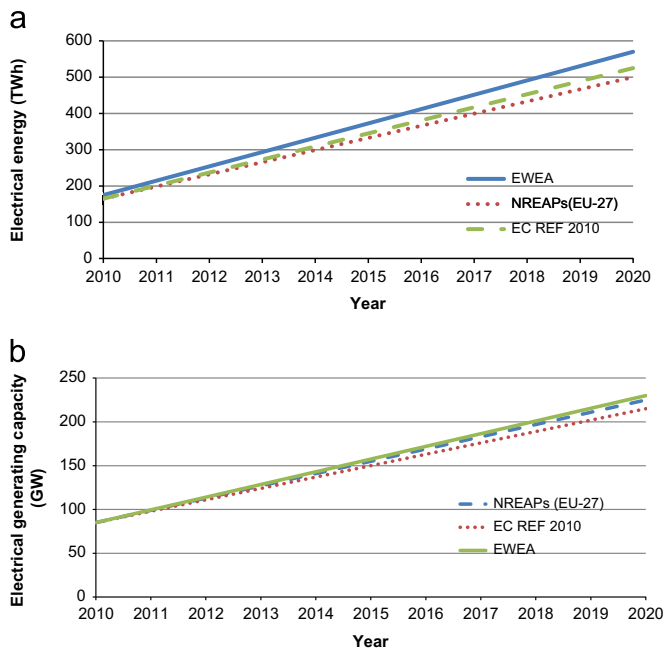 a
Electrical energy (TWh)
600
500
400
300
200
100
0
EWEA
NREAPs(EU-27)
EC REF 2010
2010 2011 2012 2013 2014 2015 2016 2017 2018 2019 2020
Year
b
Electrical generating capacity
(GW)
250
200
150
100
50
0
NREAPs (EU-27)
EC REF 2010
EWEA
2010 2011 2012 2013 2014 2015 2016 2017 2018 2019 2020
Year